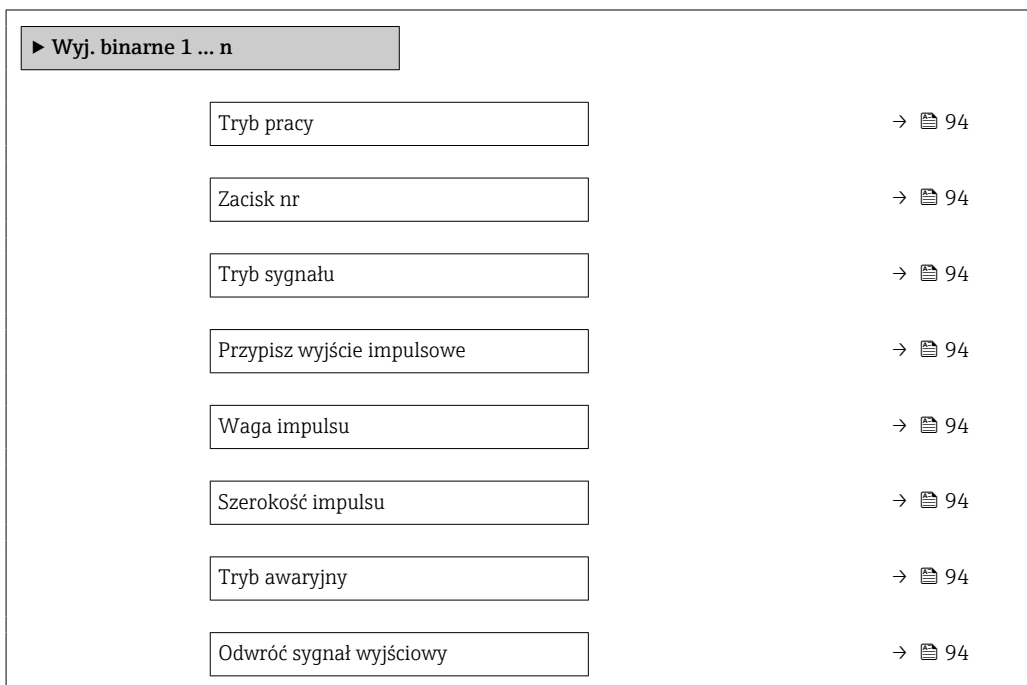 ▶ Wyj. binarne 1 ... n
Tryb pracy → 94
Zacisk nr → 94
Tryb sygnału → 94
Przypisz wyjście impulsowe → 94
Waga impulsu → 94
Szerokość impulsu → 94
Tryb awaryjny → 94
Odwróć sygnał wyjściowy → 94